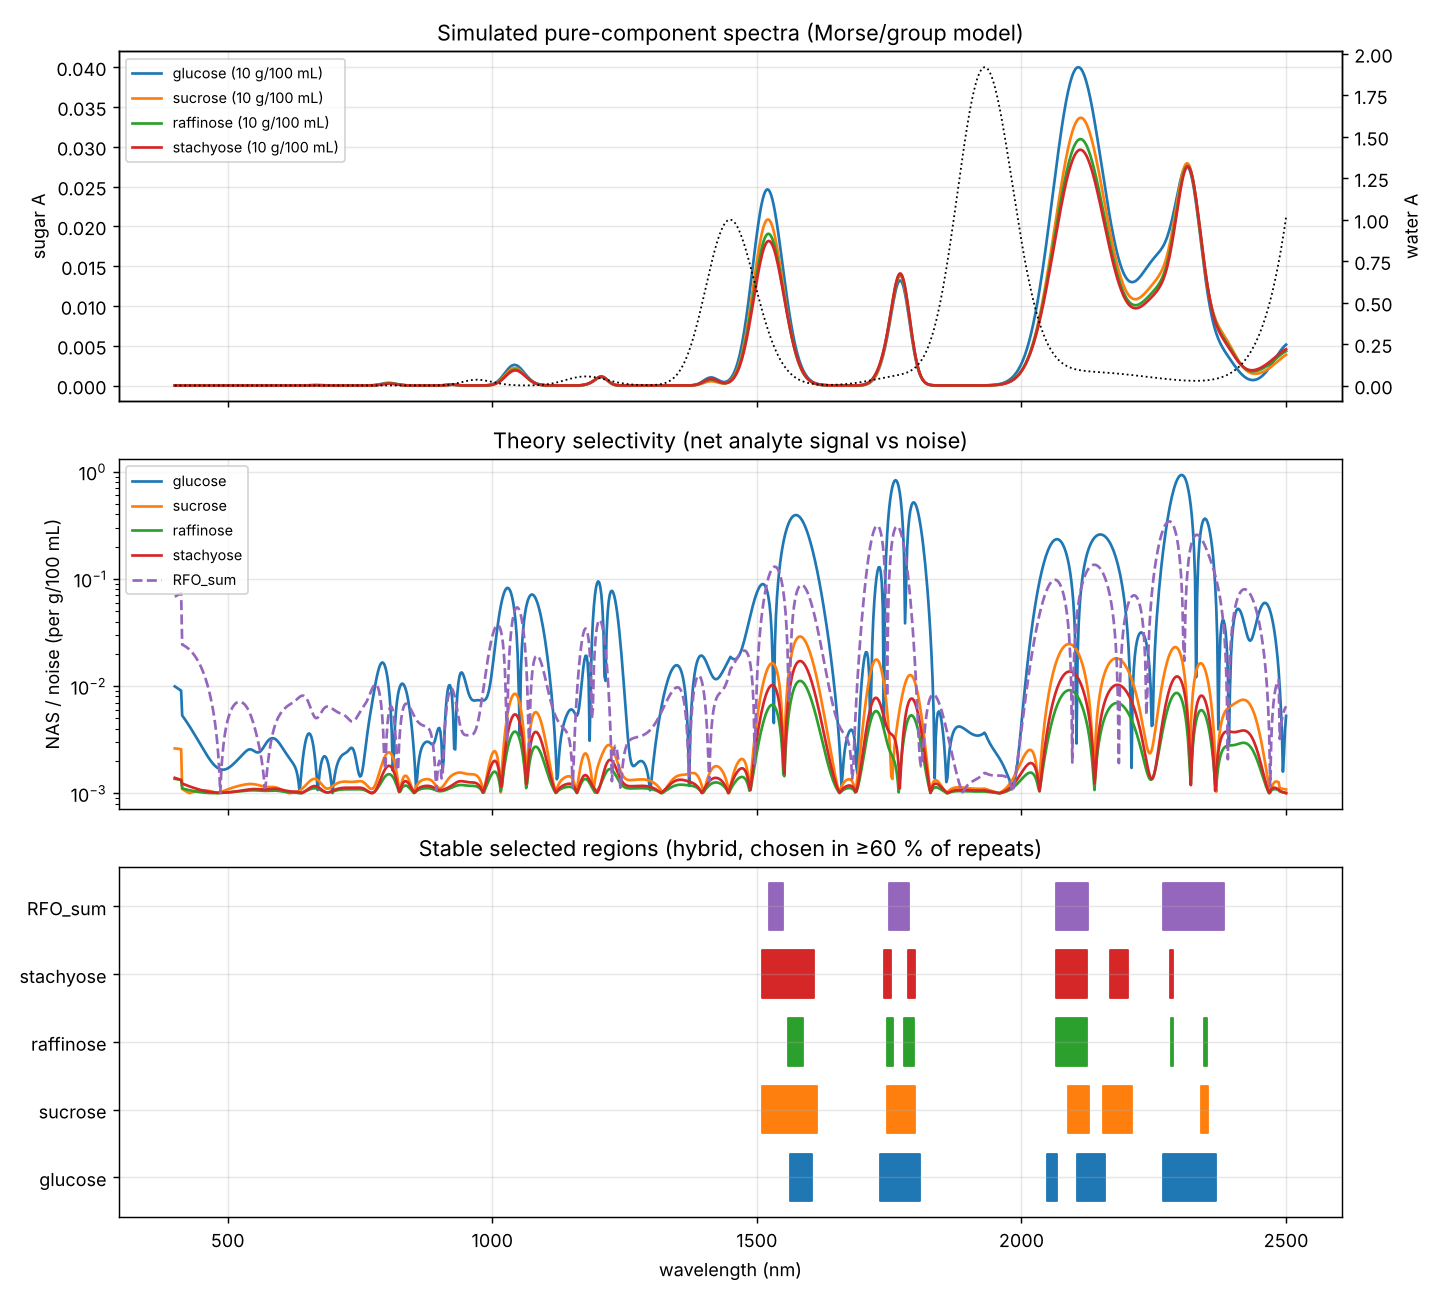 Simulated pure-component spectra (Morse/group model)
glucose (10 g/100 mL)
sucrose (10 g/100 mL)
raffinose (10 g/100 mL)
stachyose (10 g/100 mL)
sugar A
0.040
0.035
0.030
0.025
0.020
0.015
0.010
0.005
0.000
water A
2.00
1.75
1.50
1.25
1.00
0.75
0.50
0.25
0.00
Theory selectivity (net analyte signal vs noise)
glucose
sucrose
raffinose
stachyose
RFO_sum
NAS / noise (per g/100 mL)
10⁰
10⁻¹
10⁻²
10⁻³
Stable selected regions (hybrid, chosen in ≥60 % of repeats)
RFO_sum
stachyose
raffinose
sucrose
glucose
500 1000 1500 2000 2500
wavelength (nm)